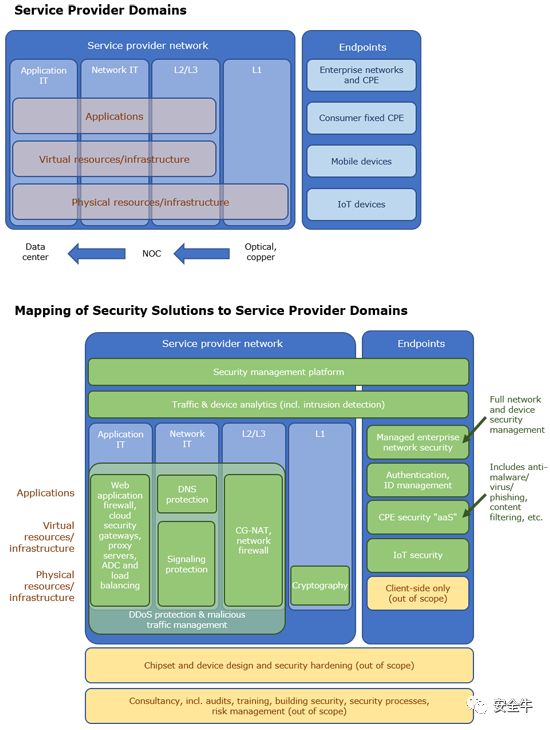 Service Provider Domains
Service provider network
Endpoints
Application
IT
Network IT
L2/L3
L1
Applications
Virtual resources/infrastructure
Physical resources/infrastructure
Enterprise networks
and CPE
Consumer fixed CPE
Mobile devices
IoT devices
Data
center
NOC
Optical,
copper
Mapping of Security Solutions to Service Provider Domains
Service provider network
Endpoints
Security management platform
Traffic & device analytics (incl. intrusion detection)
Application
IT
Network
IT
L2/L3
L1
Applications
Virtual
resources/
infrastructure
Physical
resources/
infrastructure
Web
application
firewall,
cloud
security
gateways,
proxy
servers,
ADC and
load
balancing
DNS
protection
Signaling
protection
CG-NAT,
network
firewall
Cryptography
DDoS protection & malicious
traffic management
Managed enterprise
network security
Authentication,
ID management
CPE security "aaS"
IoT security
Client-side only
(out of scope)
Full network
and device
security
management
Includes anti-
malware/
virus/
phishing,
content
filtering, etc.
Chipset and device design and security hardening (out of scope)
Consultancy, incl. audits, training, building security, security processes,
risk management (out of scope)
安全牛